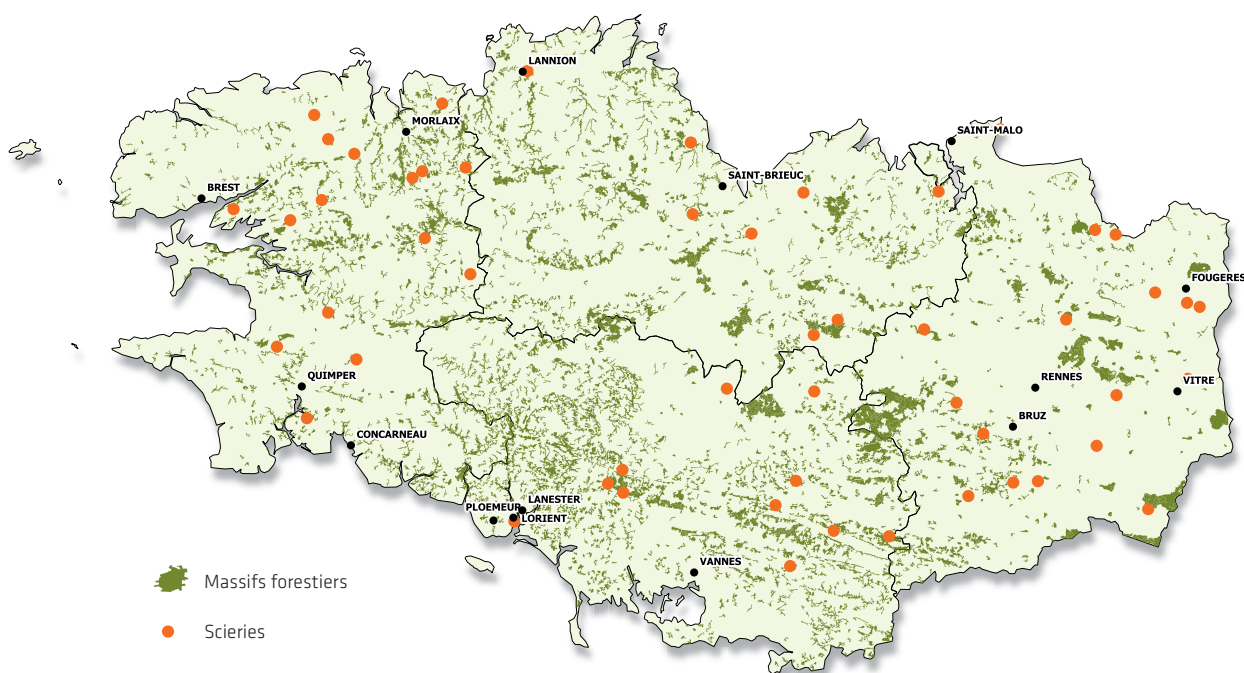 LANNION
MORLAIX
SAINT-MALO
BREST
SAINT-BRIEUC
FOUGERES
QUIMPER
RENNES
VITRE
BRUZ
CONCARNEAU
LANESTER
PLOEMEUR
LORIENT
VANNES
Massifs forestiers
Scieries